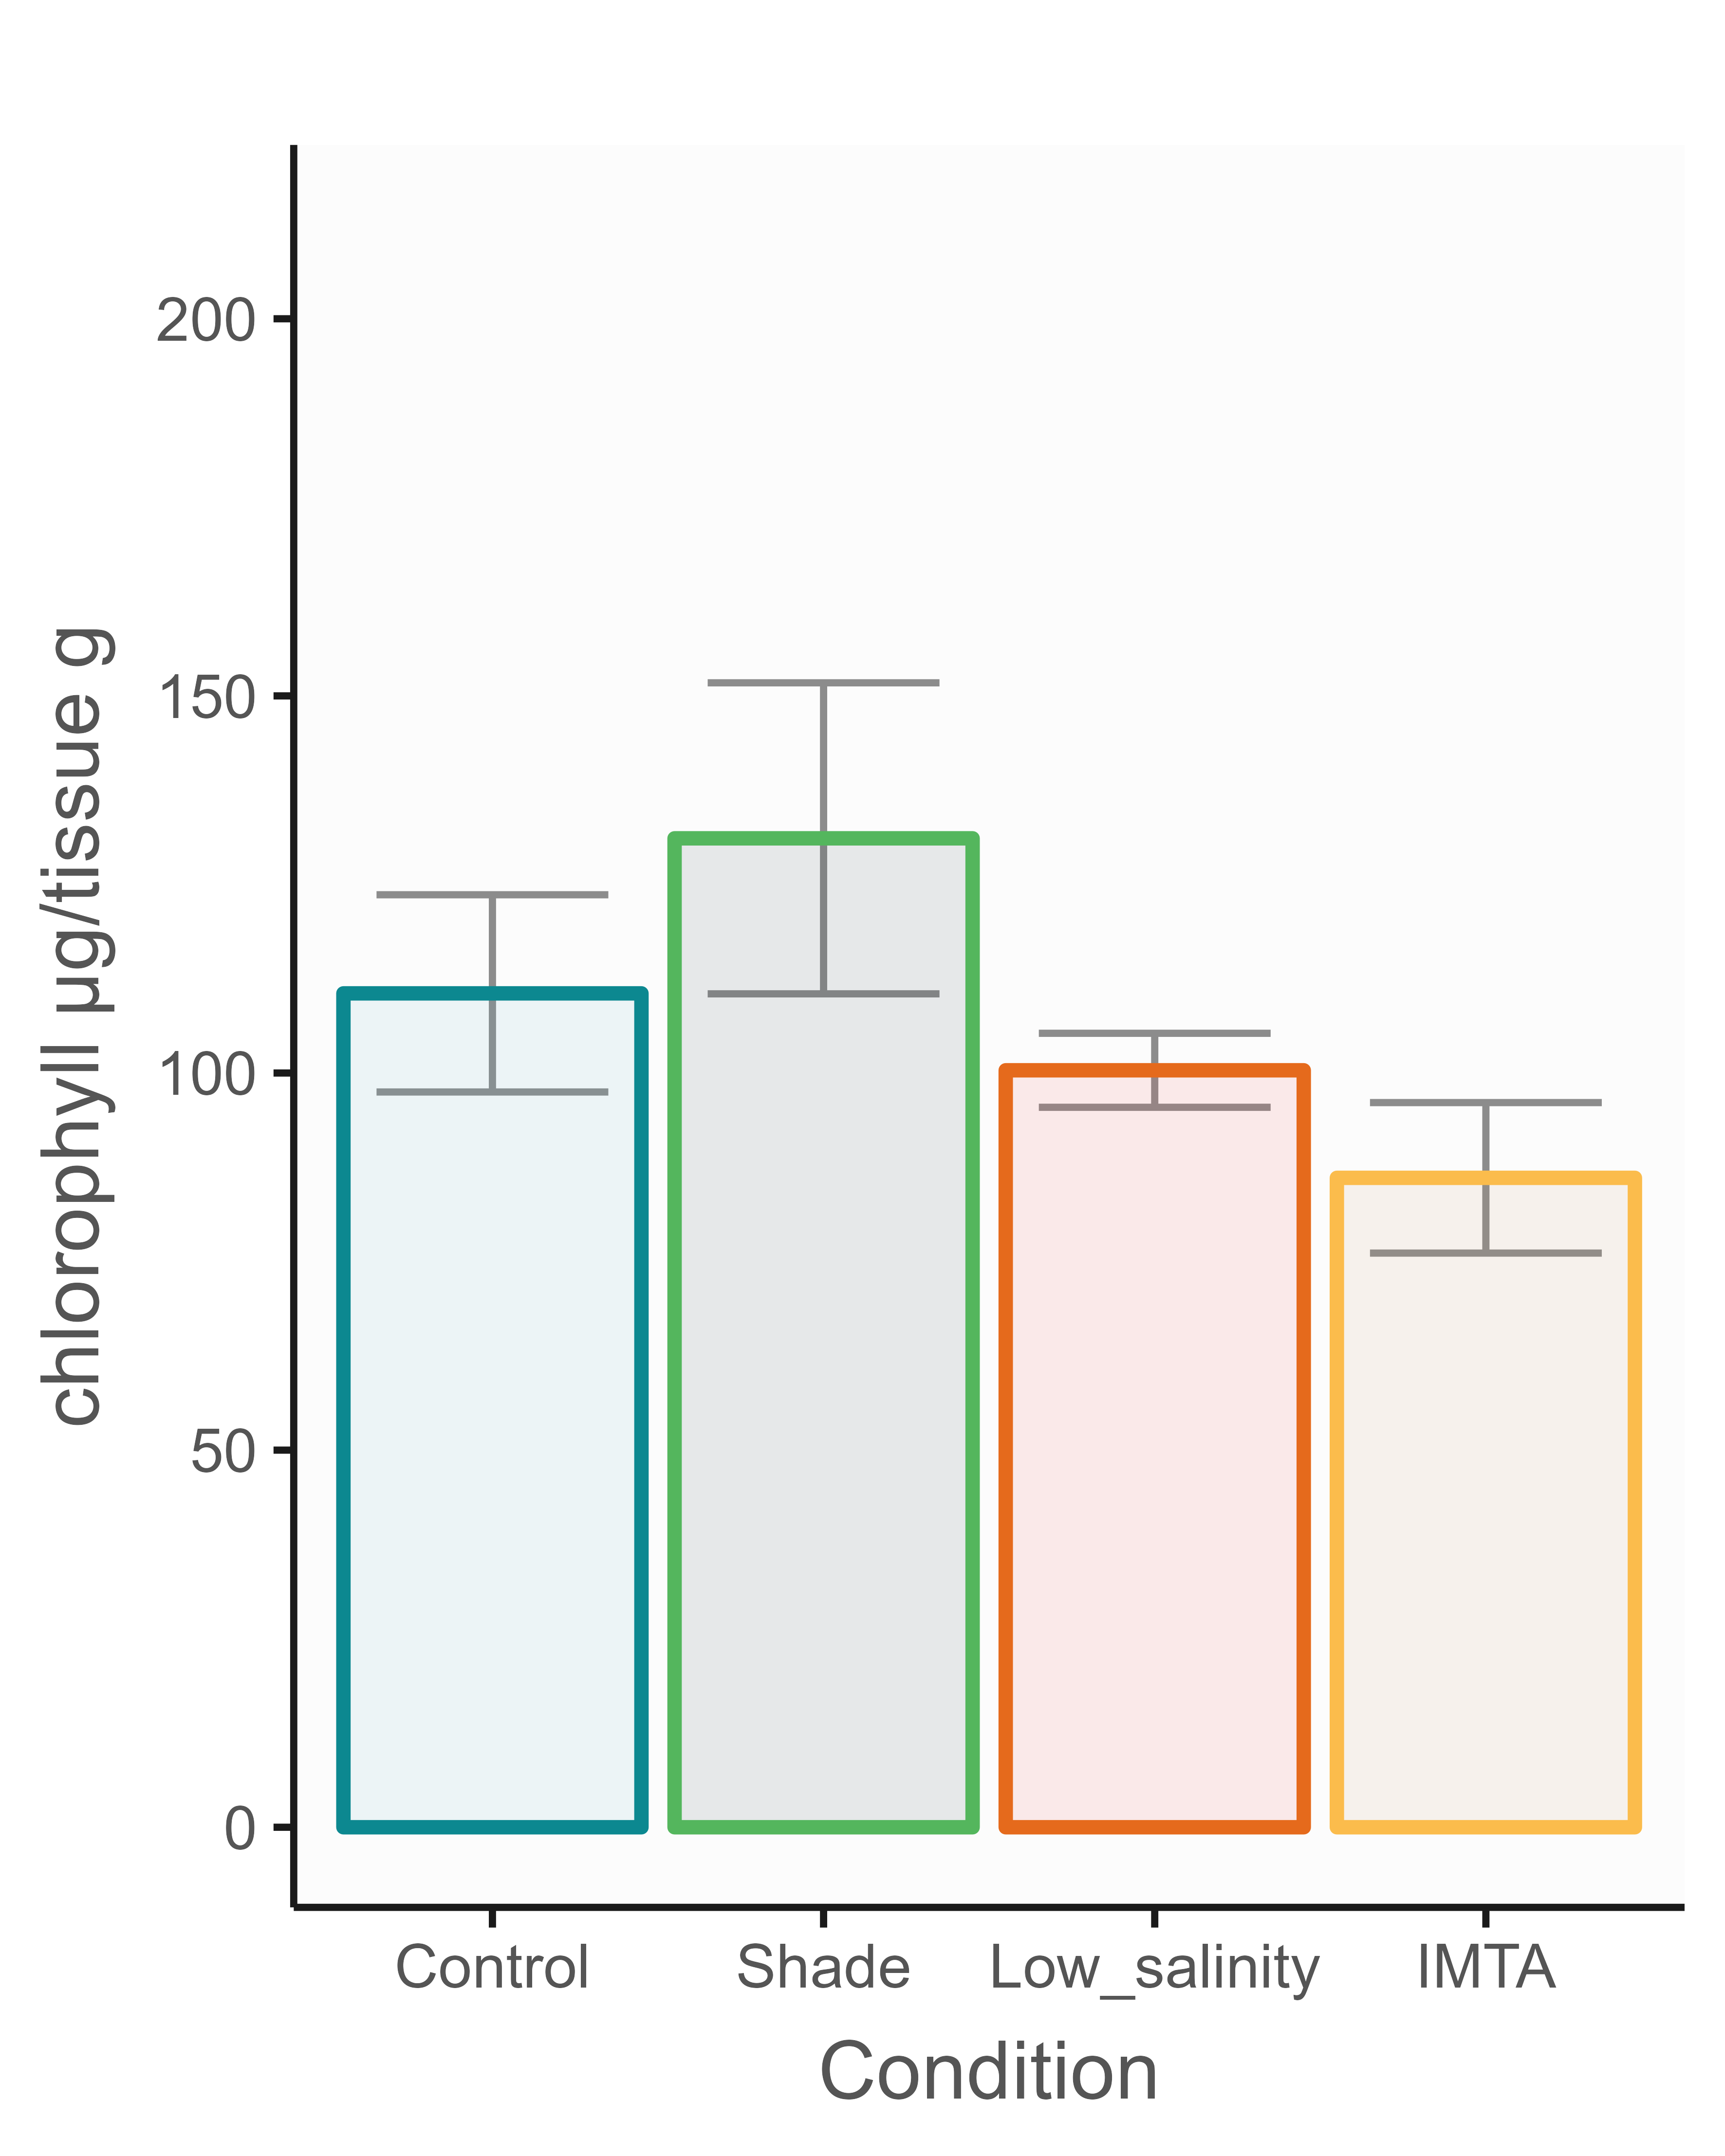 chlorophyll µg/tissue g
200
150
100
50
0
Control Shade Low_salinity IMTA
Condition